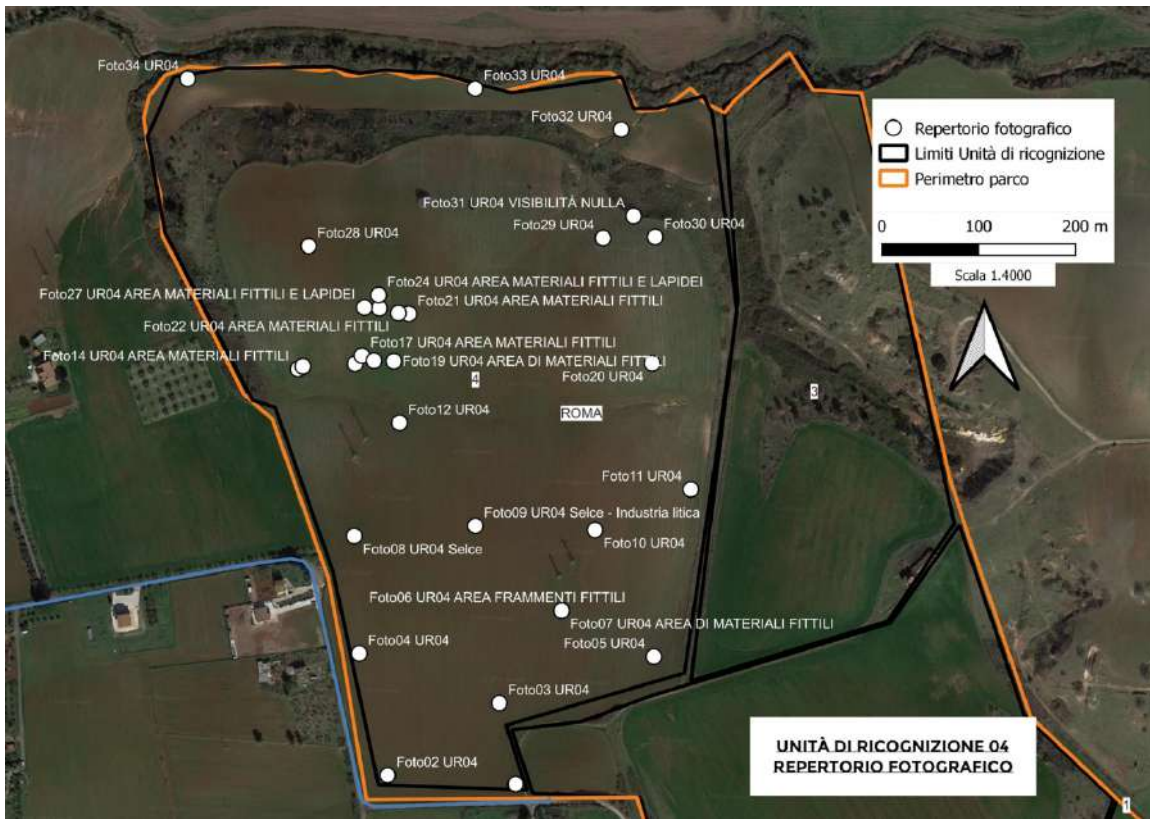 Foto34 UR04
Foto33 UR04
Foto32 UR04
Repertorio fotografico
Limiti Unità di ricognizione
Perimetro parco
0 100 200 m
Scala 1.4000
Foto31 UR04 VISIBILITÀ NULLA
Foto30 UR04
Foto29 UR04
Foto28 UR04
Foto24 UR04 AREA MATERIALI FITTILI E LAPIDEI
Foto27 UR04 AREA MATERIALI FITTILI E LAPIDEI
Foto21 UR04 AREA MATERIALI FITTILI
Foto22 UR04 AREA MATERIALI FITTILI
Foto17 UR04 AREA MATERIALI FITTILI
Foto14 UR04 AREA MATERIALI FITTILI
Foto19 UR04 AREA DI MATERIALI FITTILI
Foto20 UR04
4
3
Foto12 UR04
ROMA
Foto11 UR04
Foto09 UR04 Selce - Industria litica
Foto10 UR04
Foto08 UR04 Selce
Foto06 UR04 AREA FRAMMENTI FITTILI
Foto07 UR04 AREA DI MATERIALI FITTILI
Foto05 UR04
Foto04 UR04
Foto03 UR04
Foto02 UR04
UNITÀ DI RICOGNIZIONE 04
REPERTORIO FOTOGRAFICO
1